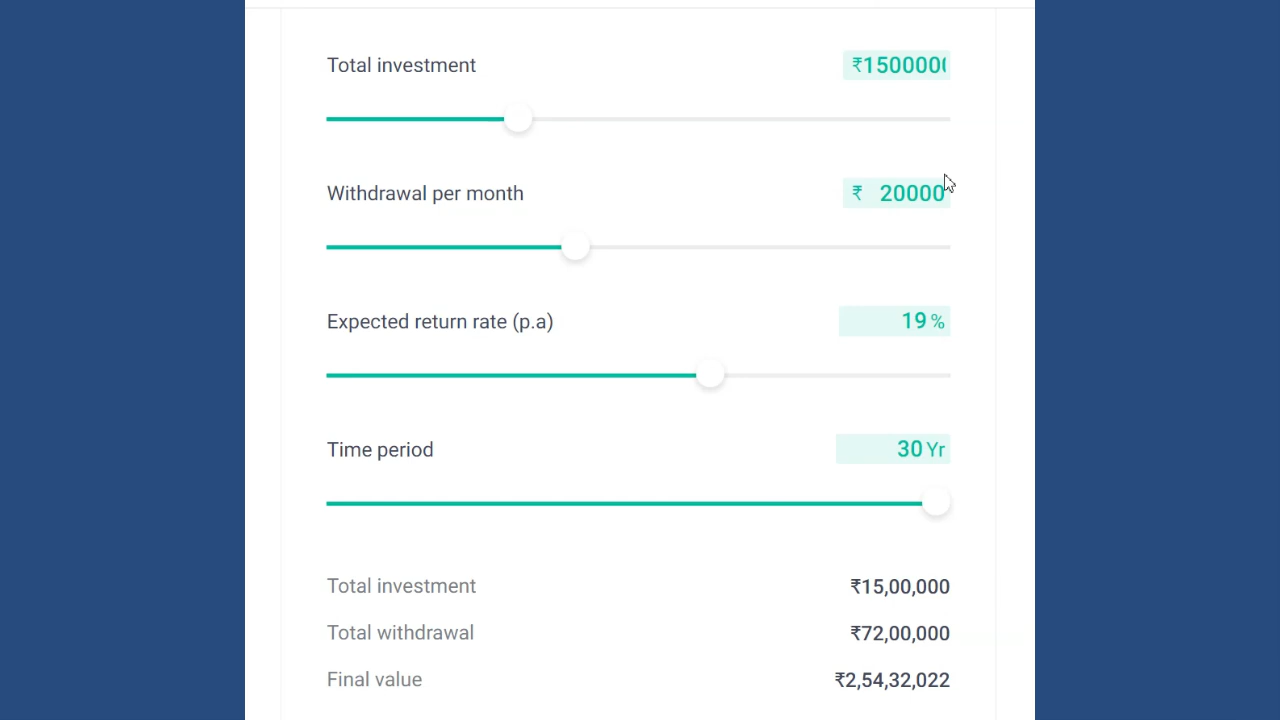 Total investment ₹1500000
Withdrawal per month ₹ 20000
Expected return rate (p.a) 19 %
Time period 30 Yr
Total investment ₹15,00,000
Total withdrawal ₹72,00,000
Final value ₹2,54,32,022